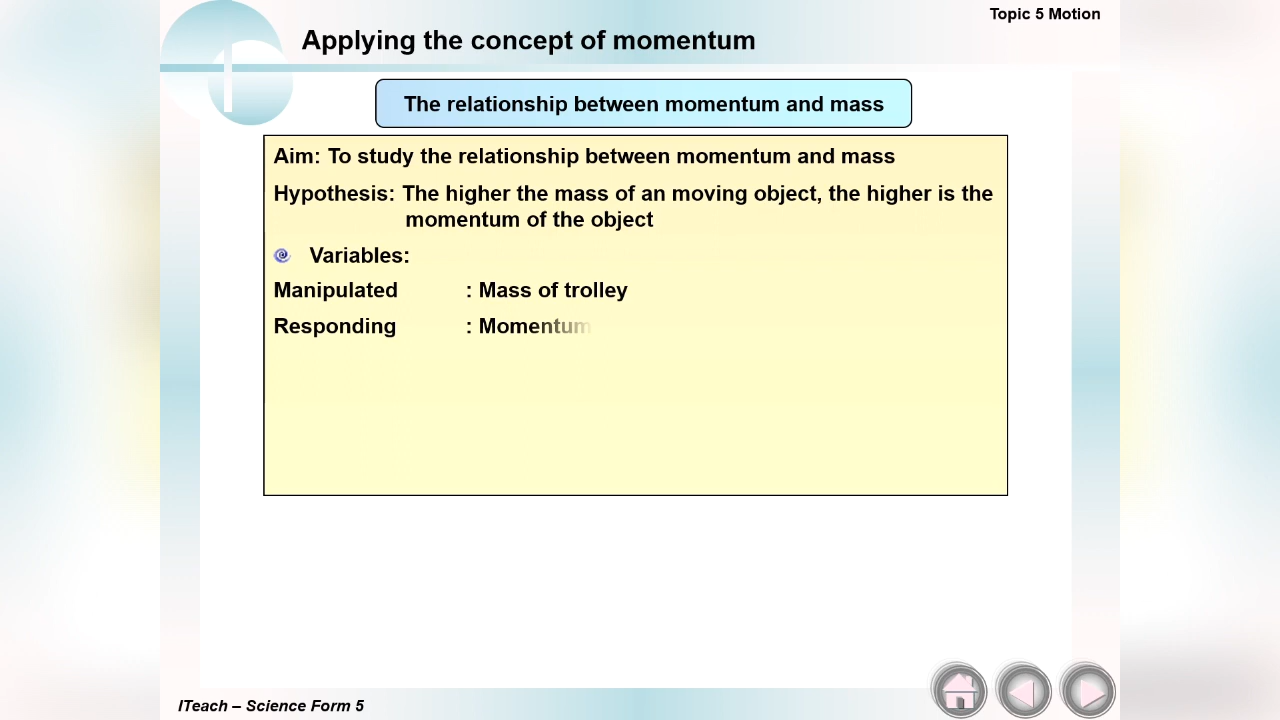 Topic 5 Motion
Applying the concept of momentum
The relationship between momentum and mass
Aim: To study the relationship between momentum and mass
Hypothesis: The higher the mass of an moving object, the higher is the
momentum of the object
Variables:
Manipulated : Mass of trolley
Responding : Momentum
ITeach – Science Form 5